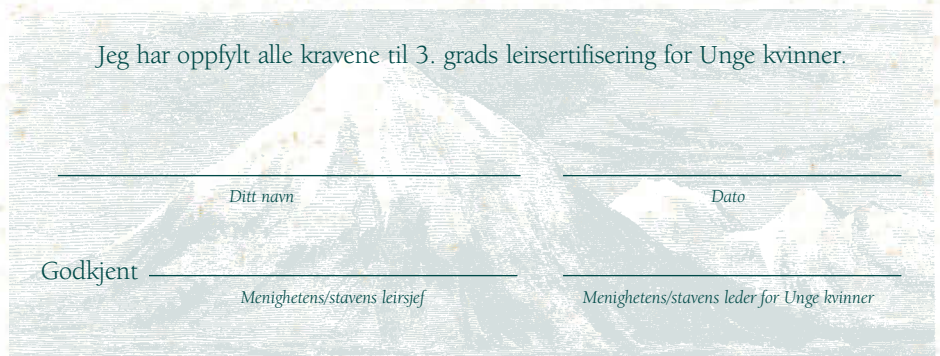 Jeg har oppfylt alle kravene til 3. grads leirsertifisering for Unge kvinner.
Ditt navn
Dato
Godkjent
Menighetens/stavens leirsjef
Menighetens/stavens leder for Unge kvinner